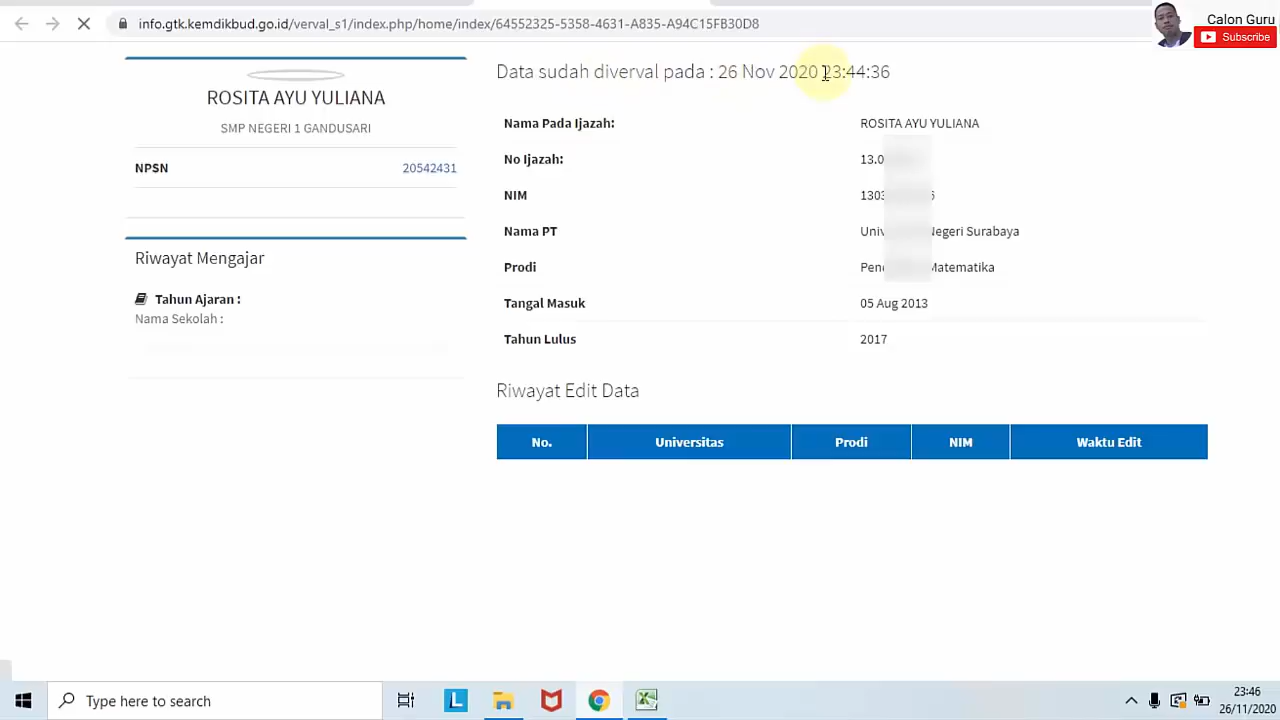 info.gtk.kemdikbud.go.id/verval_s1/index.php/home/index/64552325-5358-4631-A835-A94C15FB30D8
Calon Guru
Subscribe
ROSITA AYU YULIANA
SMP NEGERI 1 GANDUSARI
NPSN 20542431
Riwayat Mengajar
Tahun Ajaran :
Nama Sekolah :
Data sudah diverval pada : 26 Nov 2020 23:44:36
Nama Pada Ijazah: ROSITA AYU YULIANA
No Ijazah: 13.0
NIM 1303 6
Nama PT Negeri Surabaya
Prodi Matematika
Tangal Masuk 05 Aug 2013
Tahun Lulus 2017
Riwayat Edit Data
No. Universitas Prodi NIM Waktu Edit
Type here to search
23:46
26/11/2020